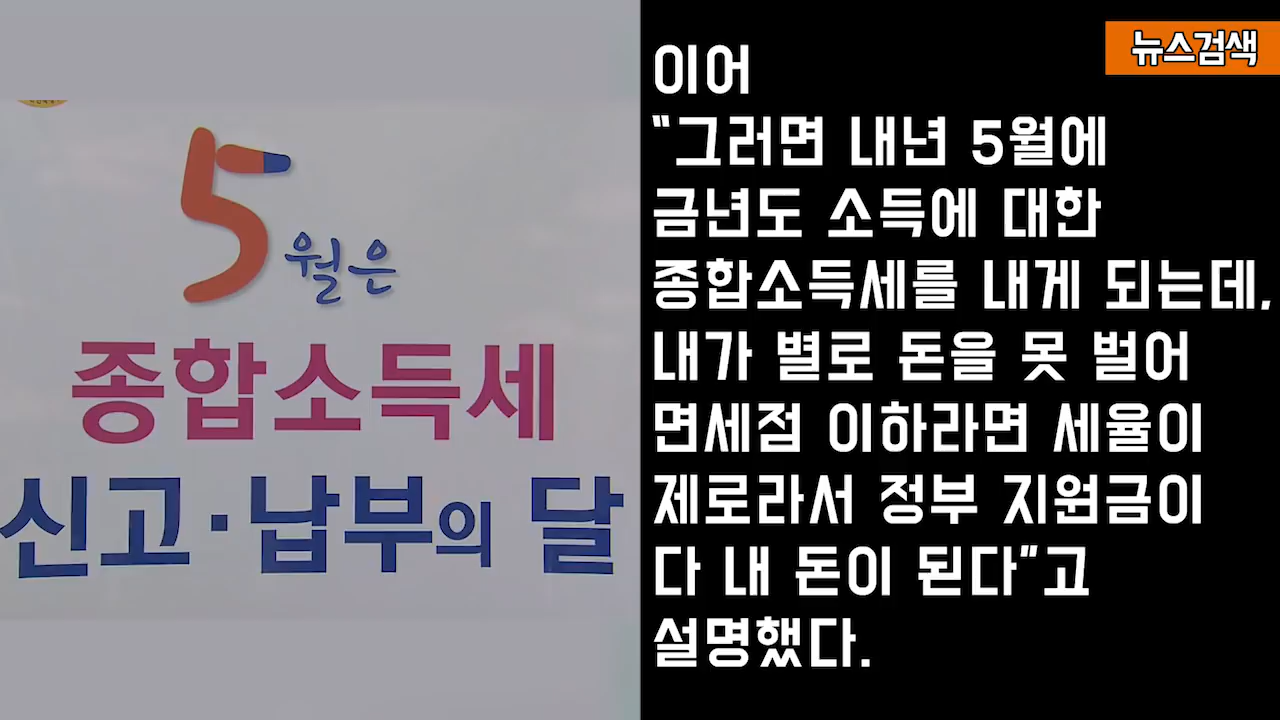 5월은
종합소득세
신고·납부의 달
뉴스검색
이어
"그러면 내년 5월에
금년도 소득에 대한
종합소득세를 내게 되는데,
내가 별로 돈을 못 벌어
면세점 이하라면 세율이
제로라서 정부 지원금이
다 내 돈이 된다"고
설명했다.